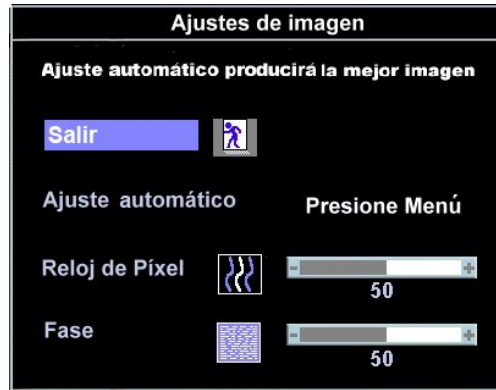 Ajustes de imagen
Ajuste automático producirá la mejor imagen
Salir
Ajuste automático Presione Menú
Reloj de Píxel - +
50
Fase - +
50